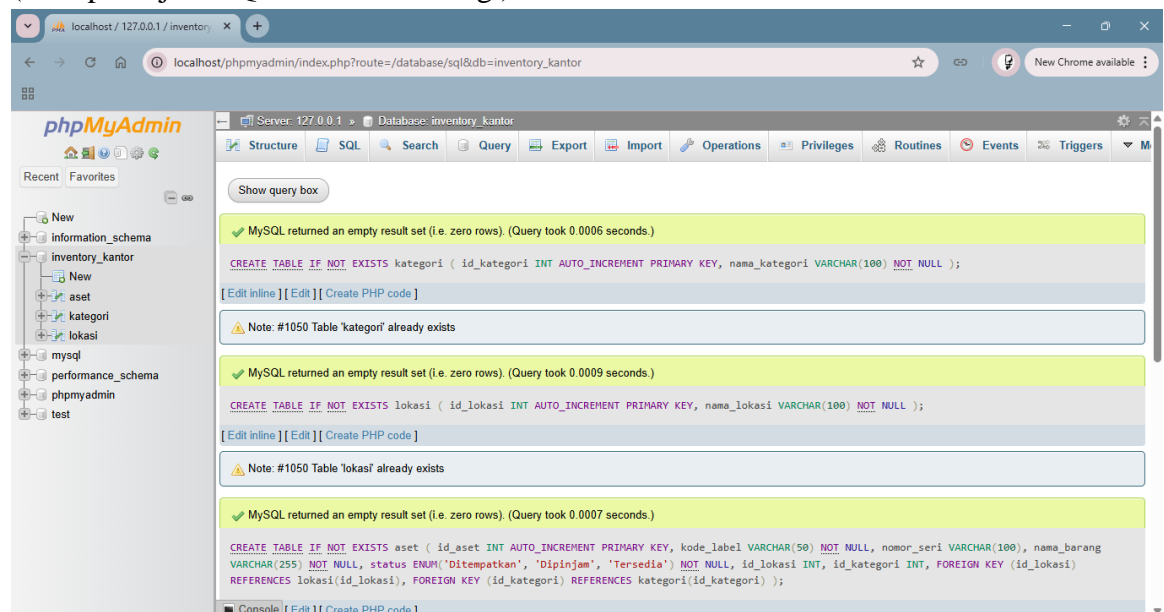 localhost / 127.0.0.1 / inventory
localhost/phpmyadmin/index.php?route=/database/sql&db=inventory_kantor
New Chrome available
phpMyAdmin
Recent Favorites
New
information_schema
inventory_kantor
New
aset
kategori
lokasi
mysql
performance_schema
phpmyadmin
test
Server: 127.0.0.1 » Database: inventory_kantor
Structure SQL Search Query Export Import Operations Privileges Routines Events Triggers
Show query box
MySQL returned an empty result set (i.e. zero rows). (Query took 0.0006 seconds.)
CREATE TABLE IF NOT EXISTS kategori ( id_kategori INT AUTO_INCREMENT PRIMARY KEY, nama_kategori VARCHAR(100) NOT NULL );
[ Edit inline ] [ Edit ] [ Create PHP code ]
Note: #1050 Table 'kategori' already exists
MySQL returned an empty result set (i.e. zero rows). (Query took 0.0009 seconds.)
CREATE TABLE IF NOT EXISTS lokasi ( id_lokasi INT AUTO_INCREMENT PRIMARY KEY, nama_lokasi VARCHAR(100) NOT NULL );
[ Edit inline ] [ Edit ] [ Create PHP code ]
Note: #1050 Table 'lokasi' already exists
MySQL returned an empty result set (i.e. zero rows). (Query took 0.0007 seconds.)
CREATE TABLE IF NOT EXISTS aset ( id_aset INT AUTO_INCREMENT PRIMARY KEY, kode_label VARCHAR(50) NOT NULL, nomor_seri VARCHAR(100), nama_barang
VARCHAR(255) NOT NULL, status ENUM('Ditempatkan', 'Dipinjam', 'Tersedia') NOT NULL, id_lokasi INT, id_kategori INT, FOREIGN KEY (id_lokasi)
REFERENCES lokasi(id_lokasi), FOREIGN KEY (id_kategori) REFERENCES kategori(id_kategori) );
Console [ Edit ] [ Create PHP code ]